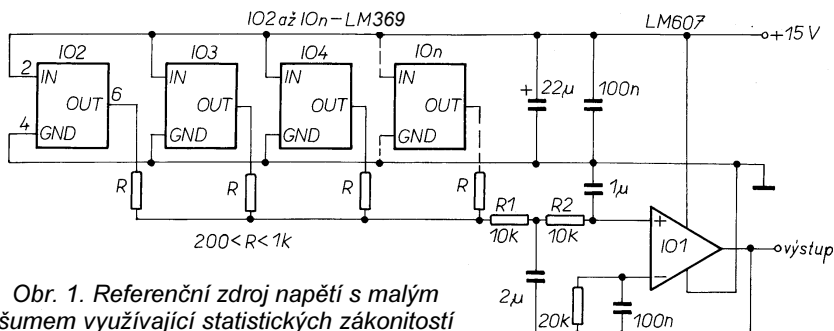 IO2 až IOn-LM369
LM607
+15V
IO2
IO3
IO4
IOn
2
IN
OUT
6
4
GND
IN
OUT
GND
IN
OUT
GND
IN
OUT
GND
+
22µ
100n
R
R
R
R
200<R<1k
R1
10k
R2
10k
1µ
+
IO1
−
výstup
2µ
20k
100n
Obr. 1. Referenční zdroj napětí s malým
šumem využívající statistických zákonitostí